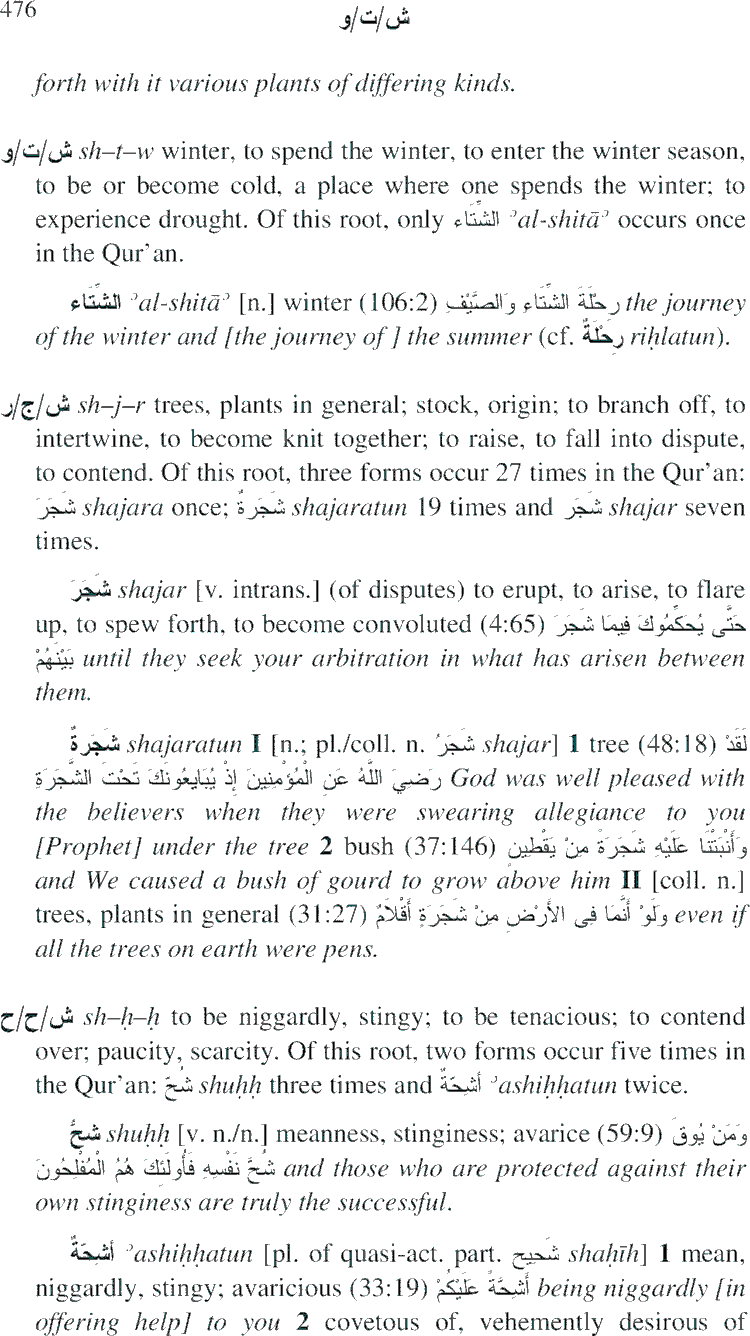 476
ش/ت/و
forth with it various plants of differing kinds.
ش/ت/و sh–t–w winter, to spend the winter, to enter the winter season,
to be or become cold, a place where one spends the winter; to
experience drought. Of this root, only الشِّتَاء ʾal-shitāʾ occurs once
in the Qur'an.
الشِّتَاء ʾal-shitāʾ [n.] winter (106:2) رِحْلَةَ الشِّتَاءِ وَالصَّيْفِ the journey
of the winter and [the journey of ] the summer (cf. رِحْلَةٌ riḥlatun).
ش/ج/ر sh–j–r trees, plants in general; stock, origin; to branch off, to
intertwine, to become knit together; to raise, to fall into dispute,
to contend. Of this root, three forms occur 27 times in the Qur'an:
شَجَرَ shajara once; شَجَرةٌ shajaratun 19 times and شَجَر shajar seven
times.
شَجَرَ shajar [v. intrans.] (of disputes) to erupt, to arise, to flare
up, to spew forth, to become convoluted (4:65) حَتَّى يُحَكِّمُوكَ فِيمَا شَجَرَ
بَيْنَهُمْ until they seek your arbitration in what has arisen between
them.
شَجَرةٌ shajaratun I [n.; pl./coll. n. شَجَرُ shajar] 1 tree (48:18) لَقَدْ
رَضِيَ اللَّهُ عَنِ الْمُؤْمِنِينَ إِذْ يُبَايِعُونَكَ تَحْتَ الشَّجَرَةِ God was well pleased with
the believers when they were swearing allegiance to you
[Prophet] under the tree 2 bush (37:146) وَأَنْبَتْنَا عَلَيْهِ شَجَرَةً مِنْ يَقْطِينٍ
and We caused a bush of gourd to grow above him II [coll. n.]
trees, plants in general (31:27) وَلَوْ أَنَّمَا فِي الأَرْضِ مِنْ شَجَرَةٍ أَقْلَامٌ even if
all the trees on earth were pens.
ش/ح/ح sh–ḥ–ḥ to be niggardly, stingy; to be tenacious; to contend
over; paucity, scarcity. Of this root, two forms occur five times in
the Qur'an: شُحّ shuḥḥ three times and أَشِحَّةٌ ʾashiḥḥatun twice.
شُحّ shuḥḥ [v. n./n.] meanness, stinginess; avarice (59:9) وَمَنْ يُوقَ
شُحَّ نَفْسِهِ فَأُولَئِكَ هُمُ الْمُفْلِحُونَ and those who are protected against their
own stinginess are truly the successful.
أَشِحَّةٌ ʾashiḥḥatun [pl. of quasi-act. part. شَحِيح shaḥīḥ] 1 mean,
niggardly, stingy; avaricious (33:19) أَشِحَّةً عَلَيْكُمْ being niggardly [in
offering help] to you 2 covetous of, vehemently desirous of